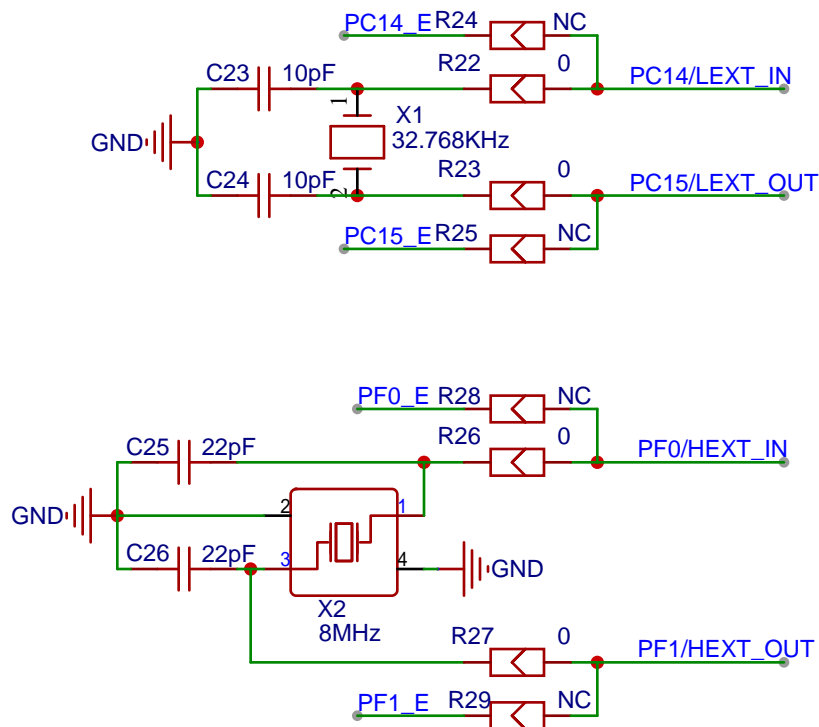 PC14_E R24 NC
C23 10pF R22 0 PC14/LEXT_IN
1 X1
GND 32.768KHz
C24 10pF R23 0 PC15/LEXT_OUT
2
PC15_E R25 NC
PF0_E R28 NC
C25 22pF R26 0 PF0/HEXT_IN
GND 2 1
C26 22pF 3 4 GND
X2
8MHz R27 0 PF1/HEXT_OUT
PF1_E R29 NC